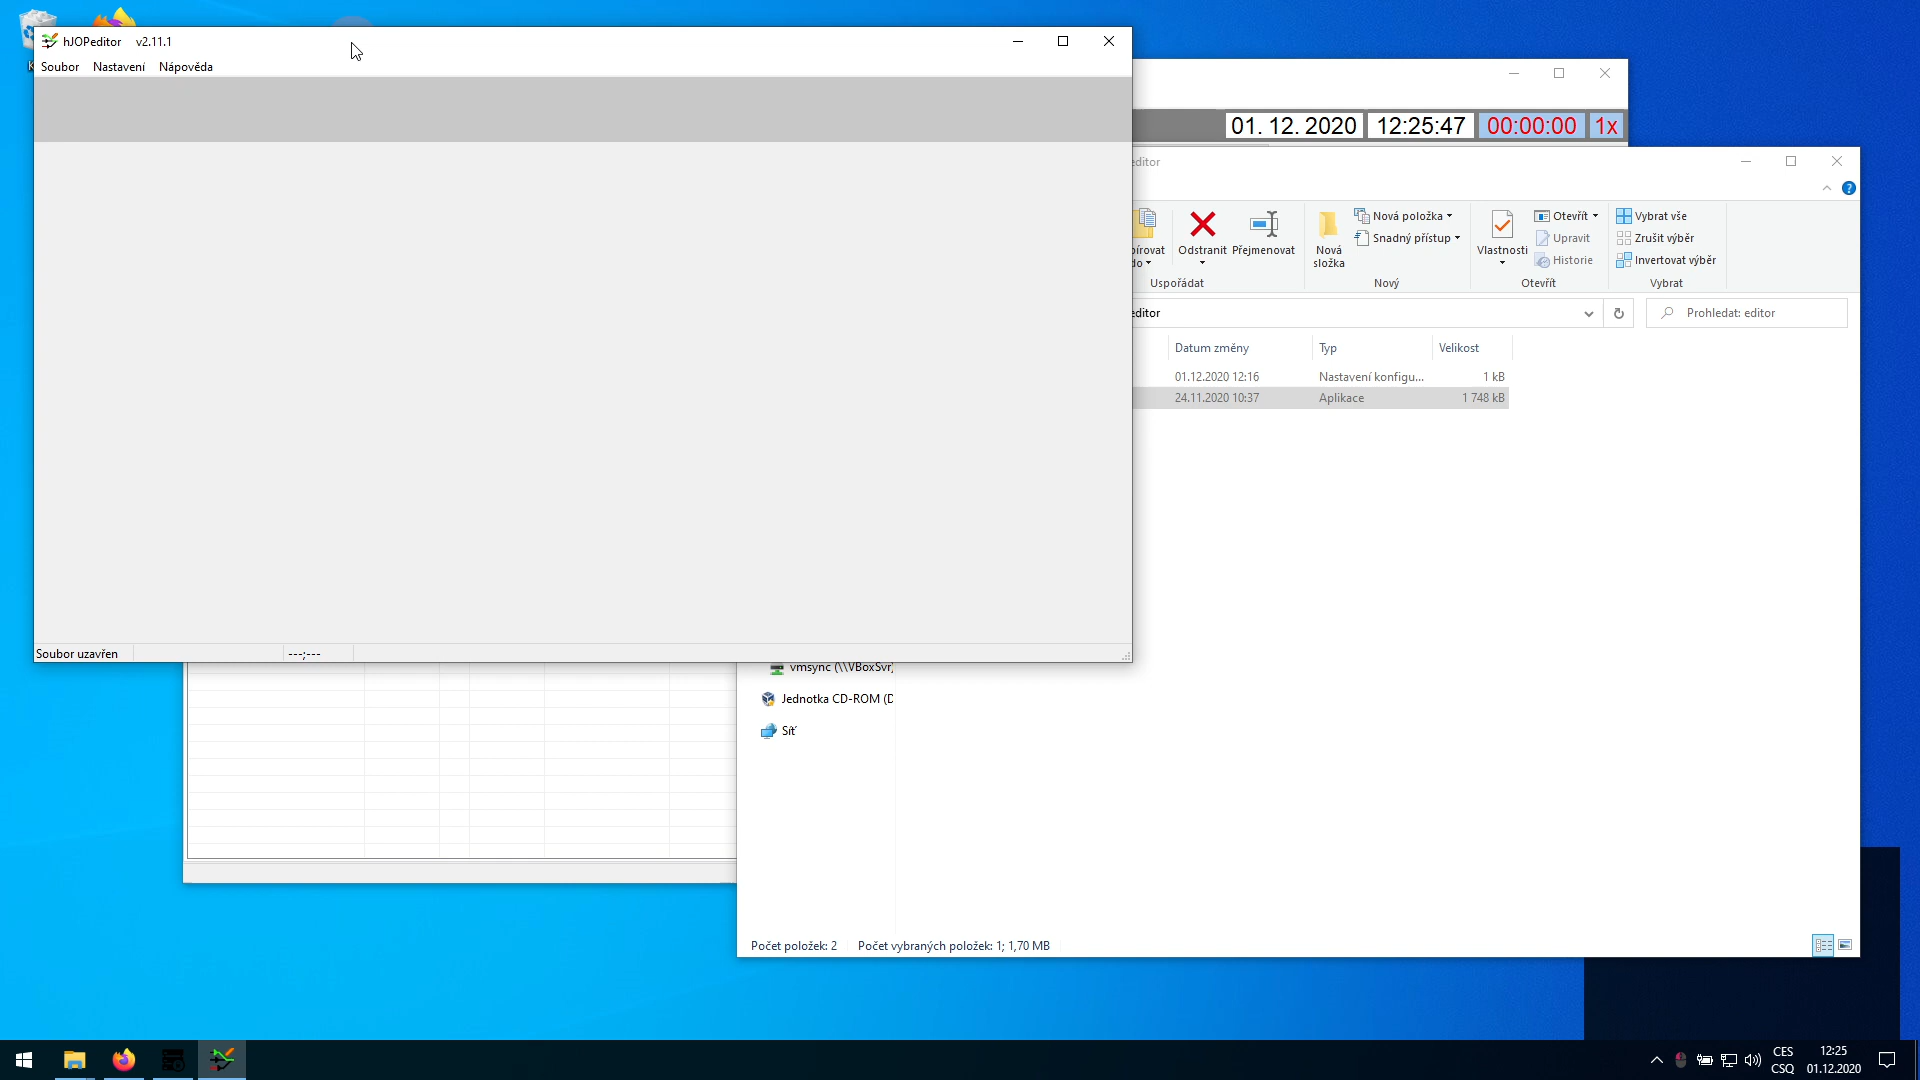 hJOPeditor v2.11.1
Soubor Nastavení Nápověda
01. 12. 2020 12:25:47 00:00:00 1x
editor
Odstranit Přejmenovat
Nová složka
Nová položka
Snadný přístup
Vlastnosti
Otevřít
Upravit
Historie
Vybrat vše
Zrušit výběr
Invertovat výběr
Uspořádat Nový Otevřít Vybrat
editor
Prohledat: editor
Datum změny Typ Velikost
01.12.2020 12:16 Nastavení konfigu... 1 kB
24.11.2020 10:37 Aplikace 1 748 kB
Soubor uzavřen ---;---
vmsync (\\VBoxSvr)
Jednotka CD-ROM (D
Síť
Počet položek: 2 Počet vybraných položek: 1; 1,70 MB
CES
CSQ
12:25
01.12.2020